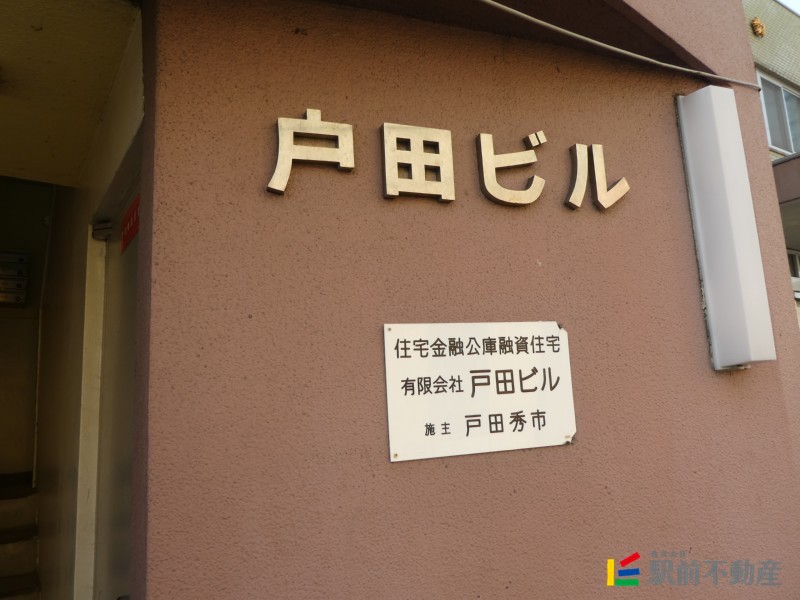 戸田ビル
住宅金融公庫融資住宅
有限会社 戸田ビル
施主 戸田秀市
駅前不動産